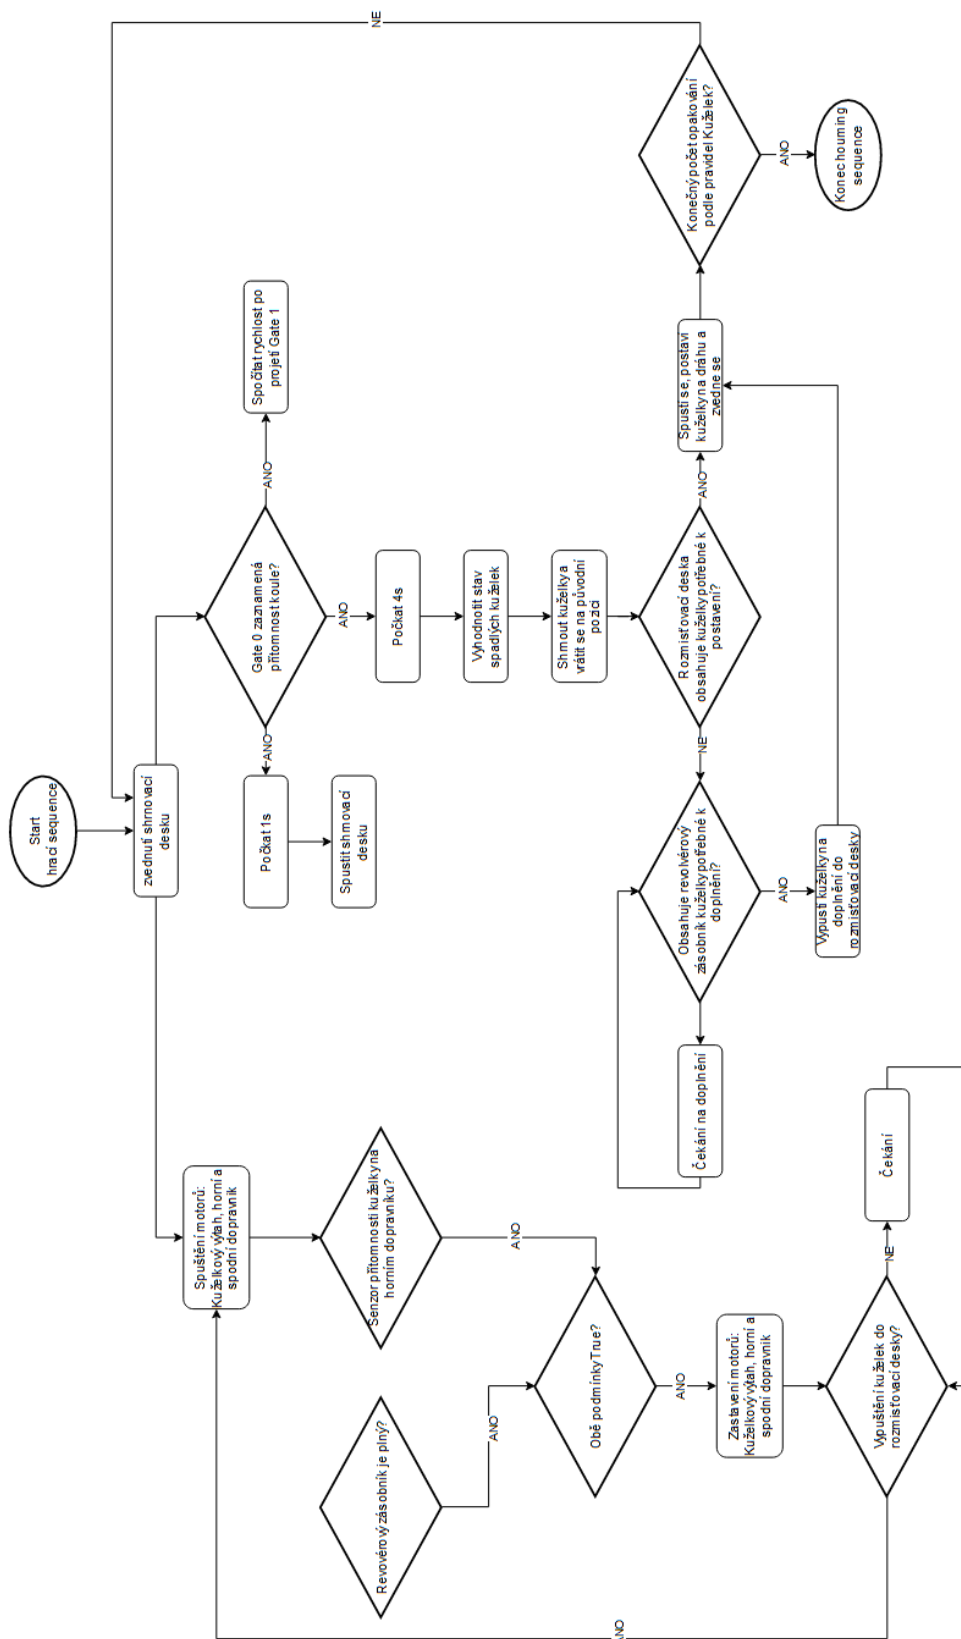 Start
hrací sequence
zvednutí shrnovací
desku
NE
Gate 0 zaznamená
přítomnost koule?
ANO
Spočítat rychlost po
projetí Gate 1
ANO
Počkat 1s
Spustit shrnovací
desku
ANO
Počkat 4s
Vyhodnotit stav
spadlých kuželek
Shrnout kuželky a
vrátit se na původní
pozici
Rozmisťovací deska
obsahuje kuželky potřebné k
postavení?
ANO
Spustí se, postaví
kuželky na dráhu a
zvedne se
Konečný počet opakování
podle pravidel Kuželek?
ANO
Konec houming
sequence
NE
Obsahuje revolvérový
zásobník kuželky potřebné k
doplnění?
ANO
Vypustí kuželky na
doplnění do
rozmisťovací desky
Čekání na doplnění
Spuštění motorů:
Kuželkový výtah, horní a
spodní dopravník
Senzor přítomnosti kuželky na
horním dopravníku?
ANO
Revovérový zásobník je plný?
ANO
Obě podmínky True?
ANO
Zastavení motorů:
Kuželkový výtah, horní a
spodní dopravník
Vypuštění kuželek do
rozmisťovací desky?
NE
Čekání
ANO